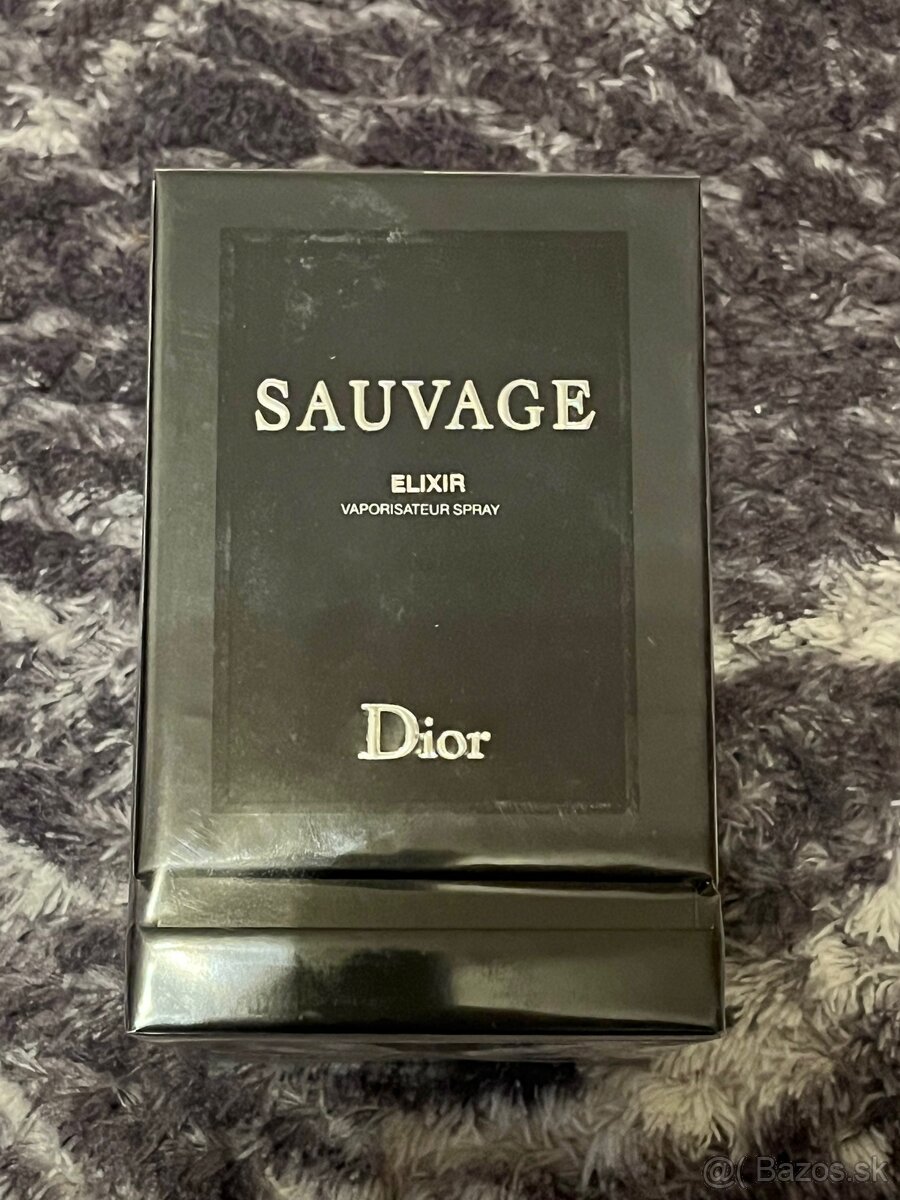 SAUVAGE
ELIXIR
VAPORISATEUR SPRAY
Dior
@( Bazos.sk